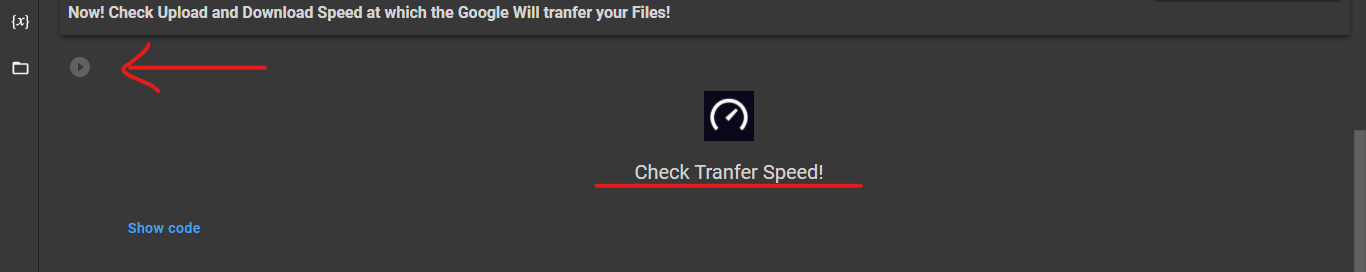 {x}
Now! Check Upload and Download Speed at which the Google Will tranfer your Files!
Check Tranfer Speed!
Show code